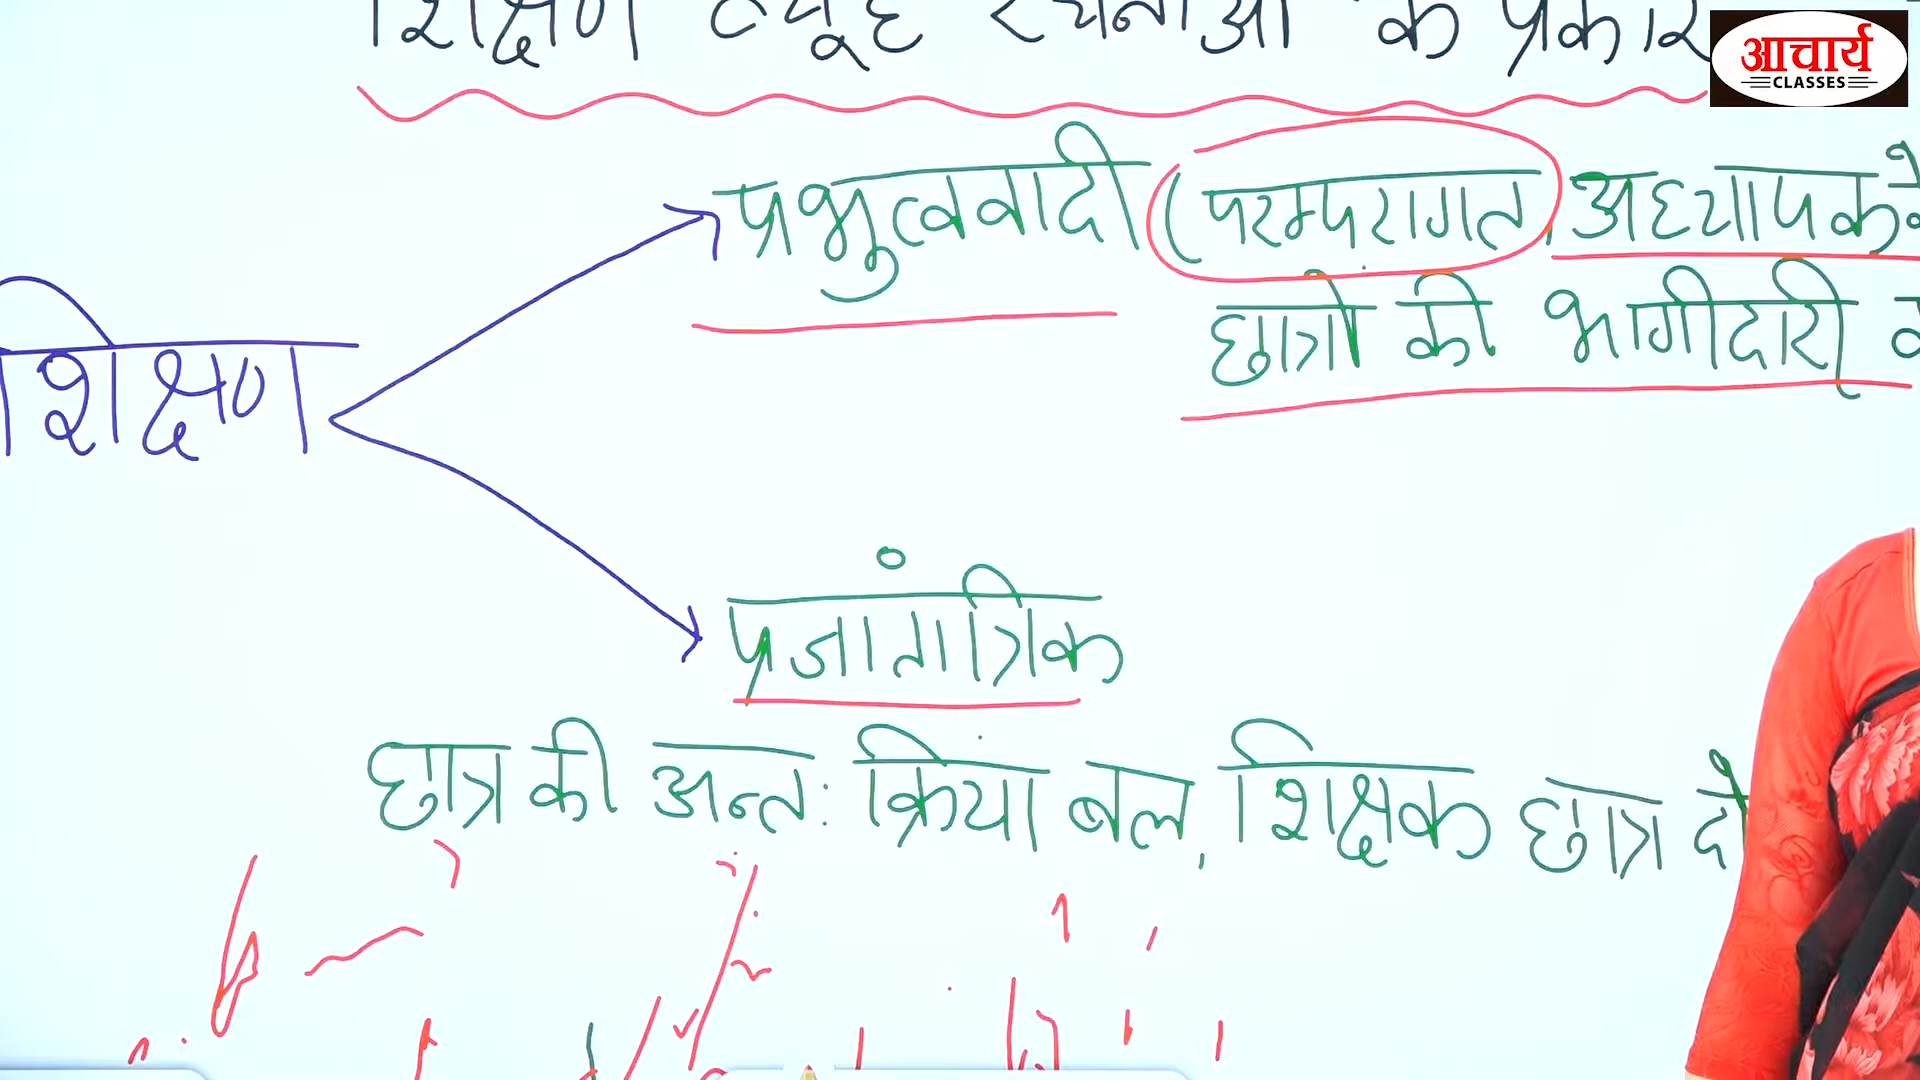 शिक्षण व्यूह रचनाओं के प्रकार
आचार्य
CLASSES
प्रभुत्ववादी (परम्परागत, अध्यापक के
छात्रों की भागीदारी
शिक्षण
प्रजांतांत्रिक
छात्र की अन्तः क्रिया बल, शिक्षक छात्र दो